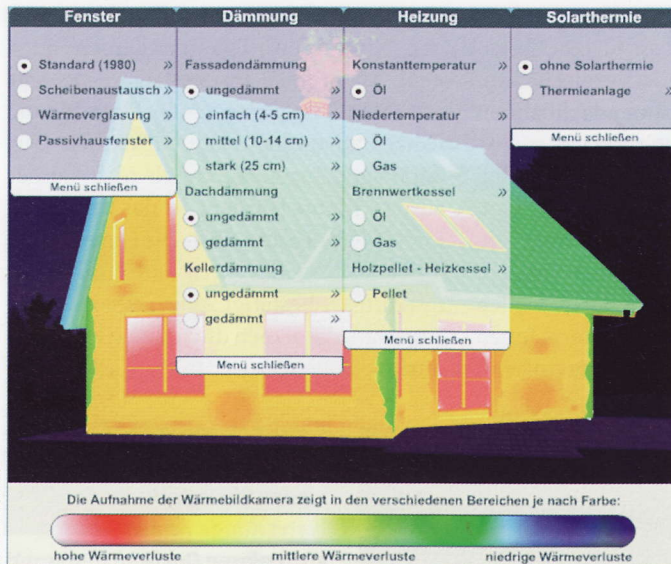 Fenster
Standard (1980) »
Scheibenaustausch »
Wärmeverglasung »
Passivhausfenster »
Menü schließen
Dämmung
Fassadendämmung
ungedämmt »
einfach (4-5 cm) »
mittel (10-14 cm) »
stark (25 cm) »
Dachdämmung
ungedämmt »
gedämmt »
Kellerdämmung
ungedämmt »
gedämmt »
Menü schließen
Heizung
Konstanttemperatur »
Öl
Niedertemperatur »
Öl
Gas
Brennwertkessel »
Öl
Gas
Holzpellet - Heizkessel »
Pellet
Menü schließen
Solarthermie
ohne Solarthermie
Thermieanlage »
Menü schließen
Die Aufnahme der Wärmebildkamera zeigt in den verschiedenen Bereichen je nach Farbe:
hohe Wärmeverluste mittlere Wärmeverluste niedrige Wärmeverluste